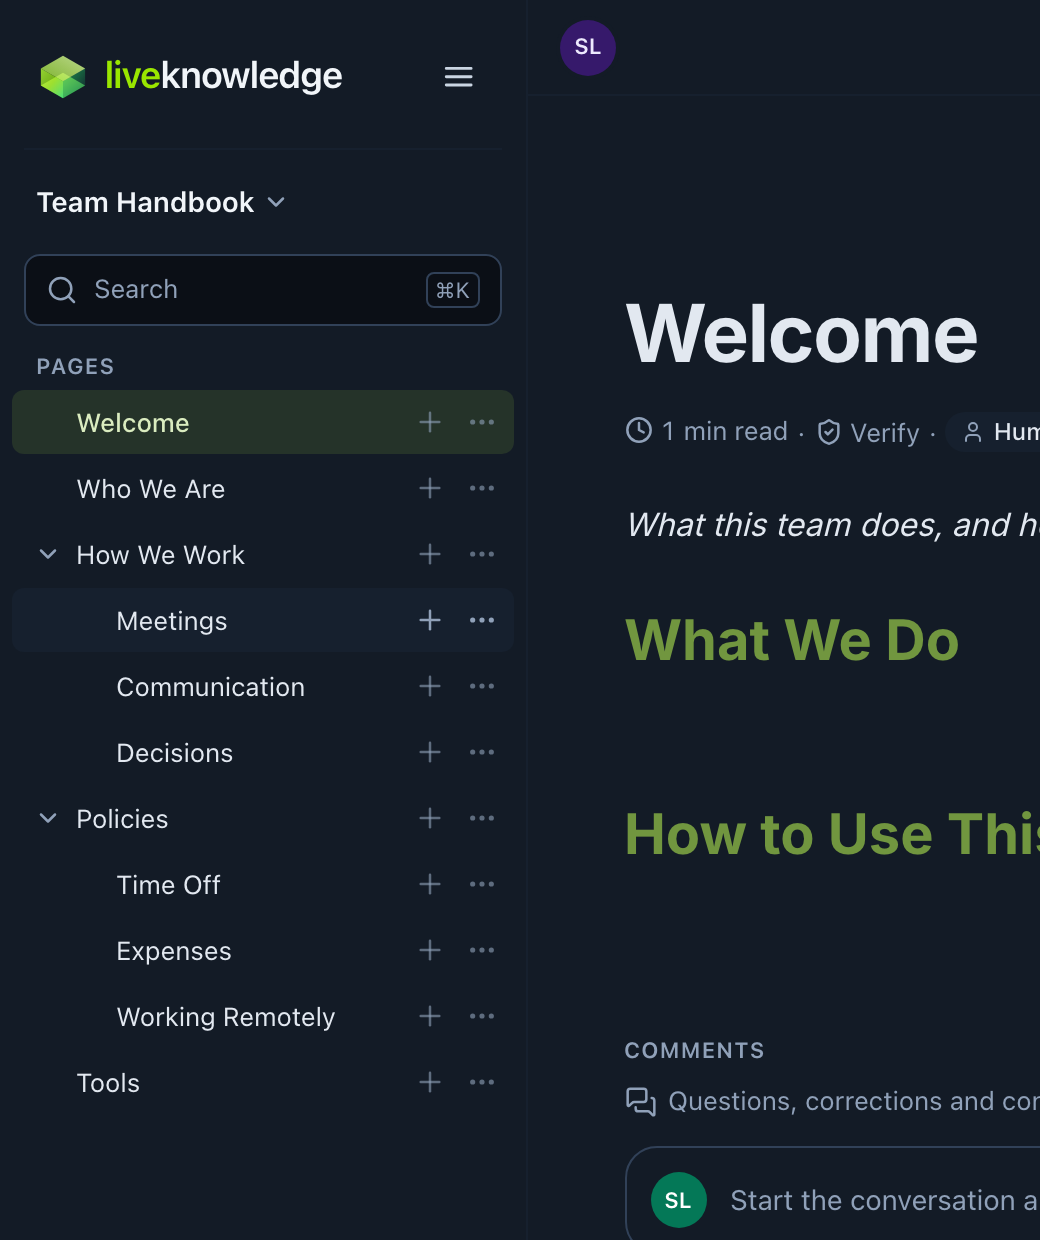 liveknowledge
SL
Team Handbook
Search ⌘K
PAGES
Welcome
Who We Are
How We Work
Meetings
Communication
Decisions
Policies
Time Off
Expenses
Working Remotely
Tools
Welcome
1 min read · Verify ·
What this team does, and
What We Do
How to Use
COMMENTS
Questions, corrections and
SL
Start the conversation